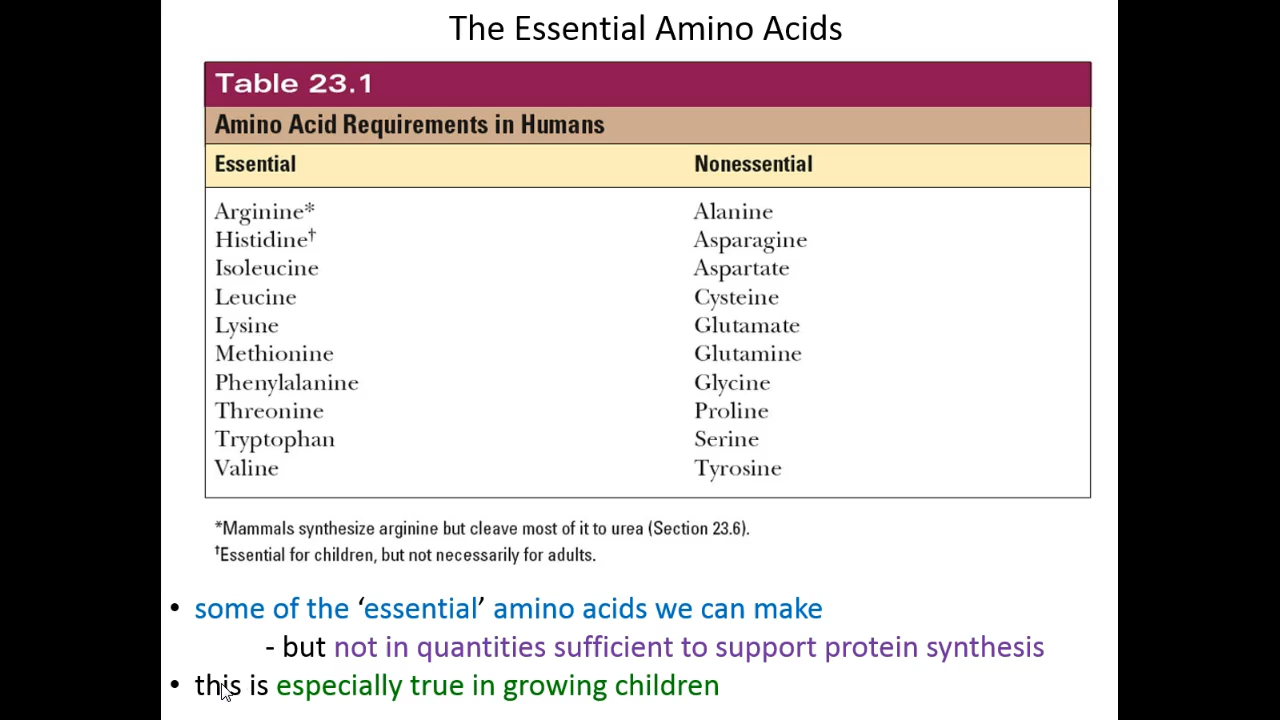 The Essential Amino Acids
Table 23.1
Amino Acid Requirements in Humans
Essential Nonessential
Arginine* Alanine
Histidine† Asparagine
Isoleucine Aspartate
Leucine Cysteine
Lysine Glutamate
Methionine Glutamine
Phenylalanine Glycine
Threonine Proline
Tryptophan Serine
Valine Tyrosine
*Mammals synthesize arginine but cleave most of it to urea (Section 23.6).
†Essential for children, but not necessarily for adults.
• some of the ‘essential’ amino acids we can make
- but not in quantities sufficient to support protein synthesis
• this is especially true in growing children